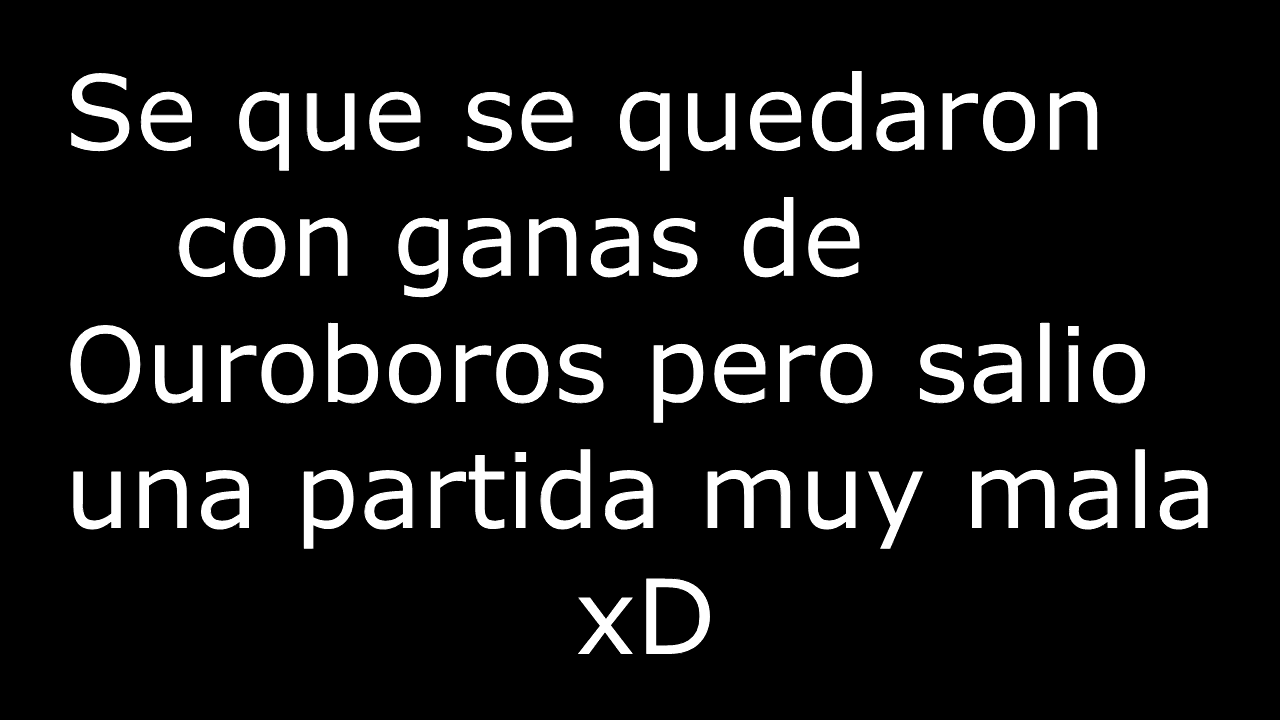 Se que se quedaron
con ganas de
Ouroboros pero salio
una partida muy mala
xD